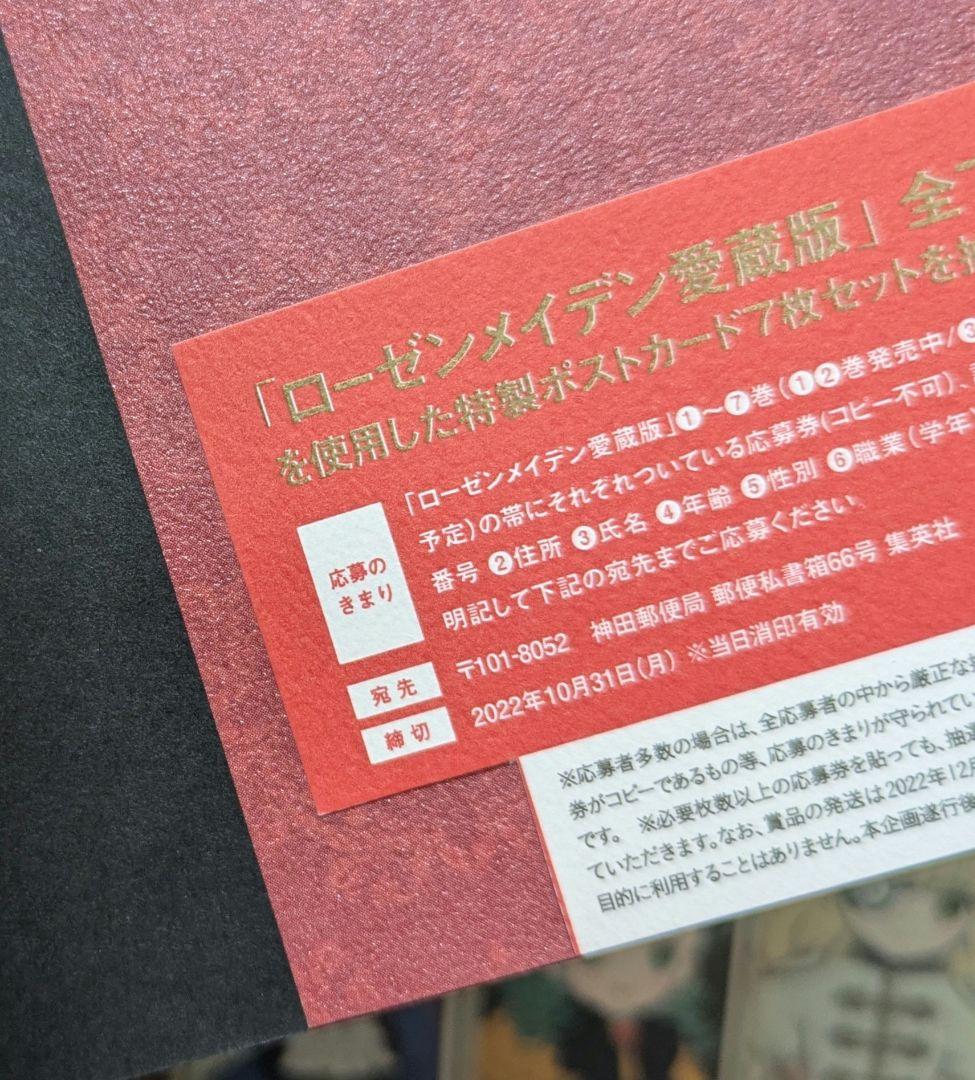 「ローゼンメイデン愛蔵版」全
を使用した特製ポストカード7枚セットを
「ローゼンメイデン愛蔵版」❶～❼巻(❶❷巻発売中/❸
予定)の帯にそれぞれついている応募券(コピー不可)、
番号 ❷住所 ❸氏名 ❹年齢 ❺性別 ❻職業(学年
明記して下記の宛先までご応募ください。
応募の
きまり
宛先
〒101-8052 神田郵便局 郵便私書箱66号 集英社
締切
2022年10月31日(月) ※当日消印有効
※応募者多数の場合は、全応募者の中から厳正な
券がコピーであるもの等、応募のきまりが守られてい
です。 ※必要枚数以上の応募券を貼っても、抽
ていただきます。なお、賞品の発送は2022年12月
目的に利用することはありません。本企画遂行後